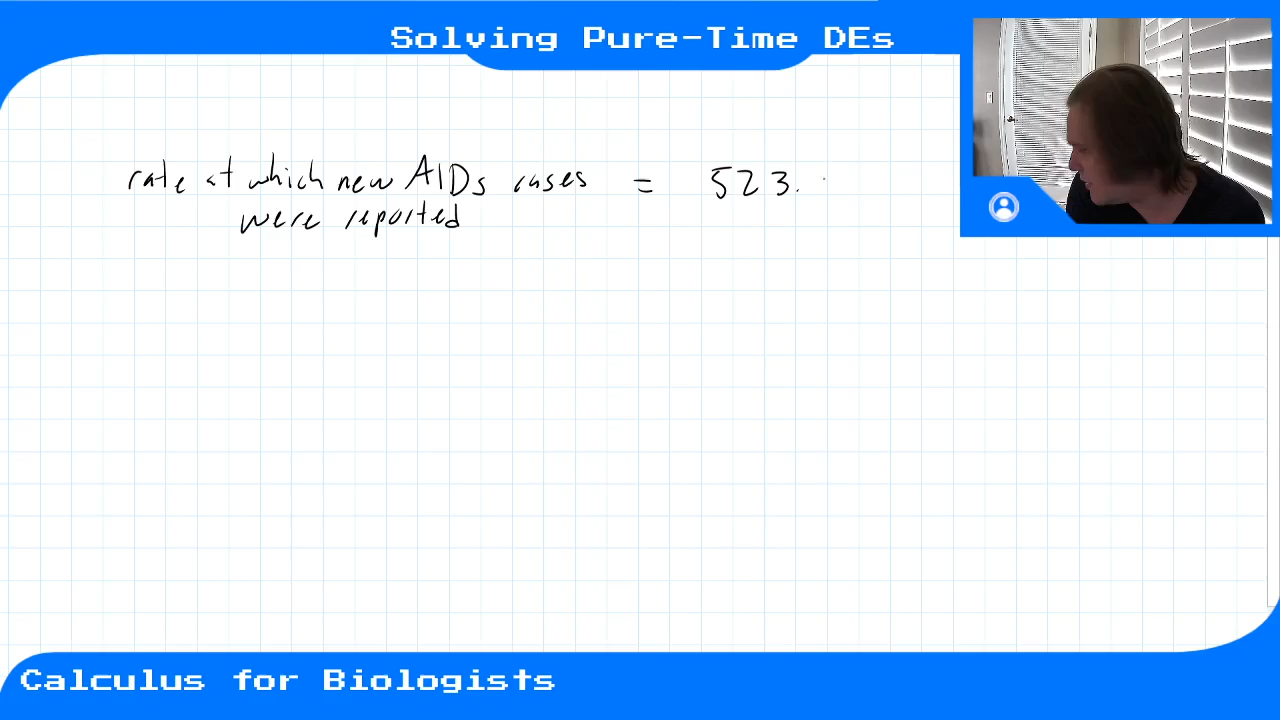 Solving Pure-Time DEs
rate at which new AIDs cases = 523.
were reported
Calculus for Biologists